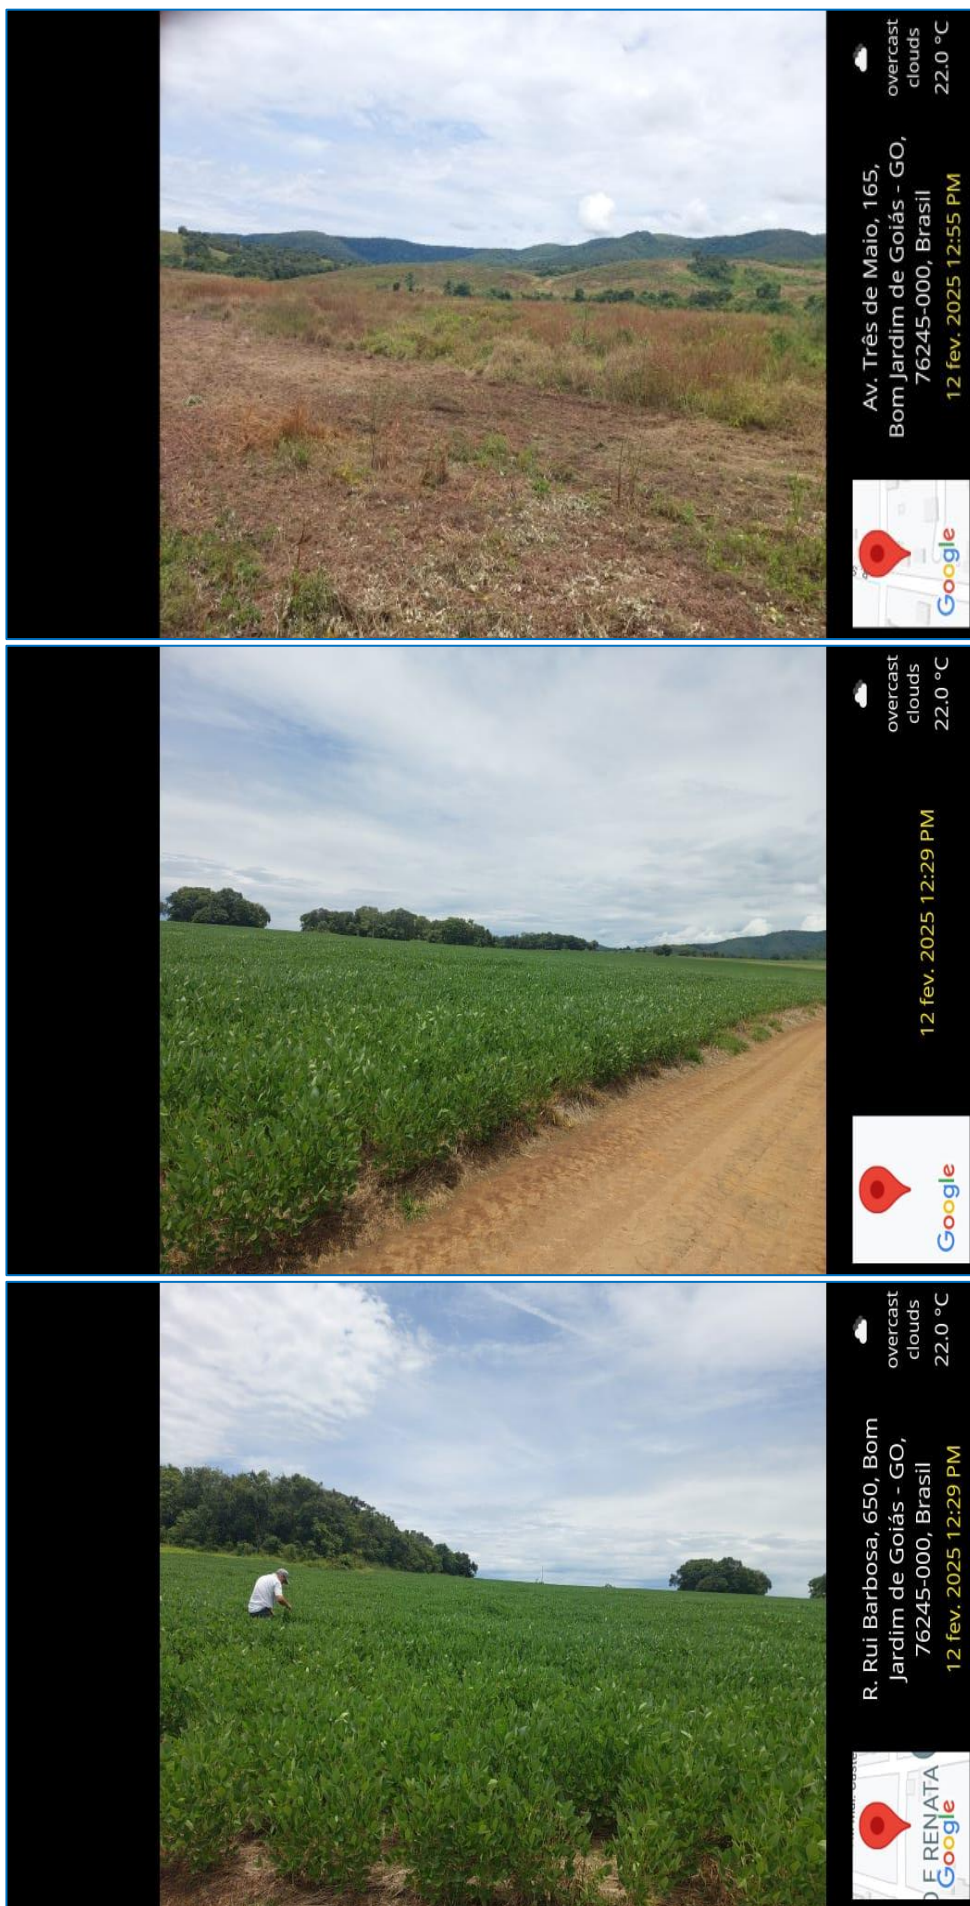 overcast
clouds
22.0 °C
Av. Três de Maio, 165,
Bom Jardim de Goiás - GO,
76245-000, Brasil
12 fev. 2025 12:55 PM
Google
overcast
clouds
22.0 °C
12 fev. 2025 12:29 PM
Google
overcast
clouds
22.0 °C
R. Rui Barbosa, 650, Bom
Jardim de Goiás - GO,
76245-000, Brasil
12 fev. 2025 12:29 PM
E RENATA
Google